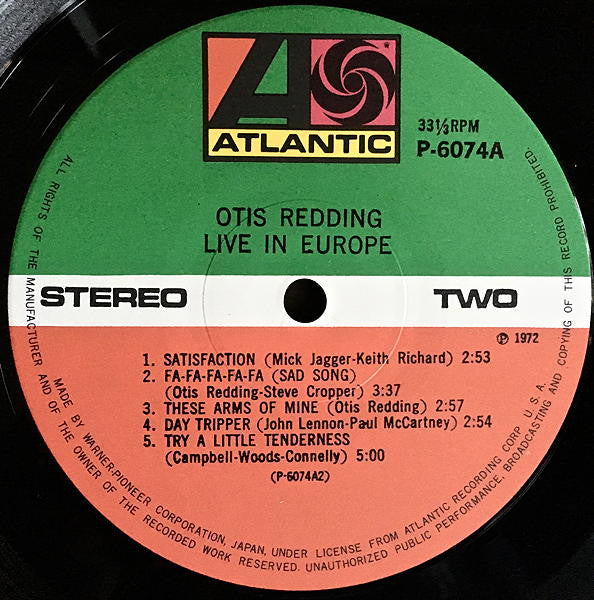 ATLANTIC
33⅓RPM
P-6074A
OTIS REDDING
LIVE IN EUROPE
STEREO
TWO
Ⓟ 1972
1. SATISFACTION (Mick Jagger-Keith Richard) 2:53
2. FA-FA-FA-FA-FA (SAD SONG)
(Otis Redding-Steve Cropper) 3:37
3. THESE ARMS OF MINE (Otis Redding) 2:57
4. DAY TRIPPER (John Lennon-Paul McCartney) 2:54
5. TRY A LITTLE TENDERNESS
(Campbell-Woods-Connelly) 5:00
(P-6074A2)
ALL RIGHTS OF THE MANUFACTURER AND OF THE OWNER OF THE RECORDED WORK RESERVED. UNAUTHORIZED PUBLIC PERFORMANCE, BROADCASTING AND COPYING OF THIS RECORD PROHIBITED.
MADE BY WARNER-PIONEER CORPORATION, JAPAN, UNDER LICENSE FROM ATLANTIC RECORDING CORP. U.S.A.